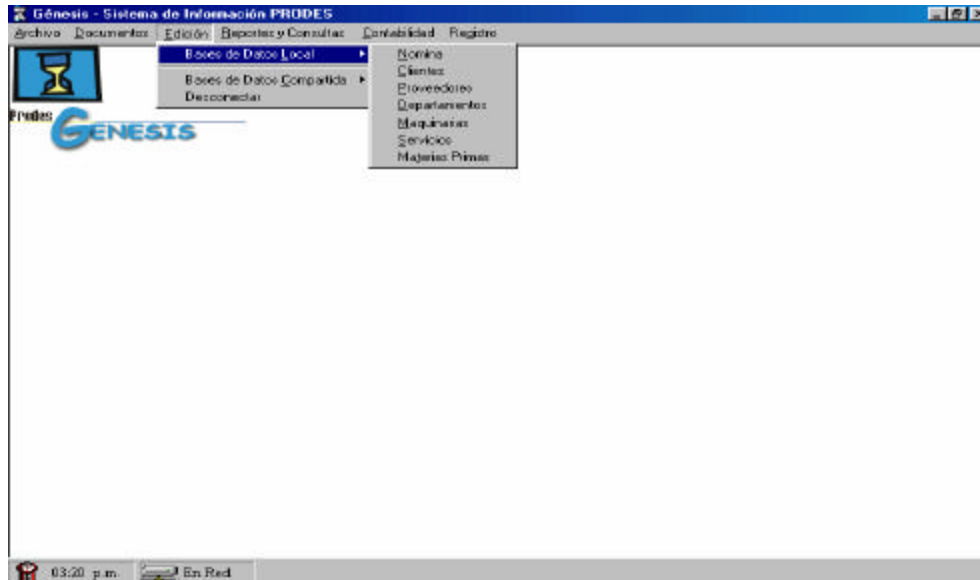 Génesis - Sistema de Información PRODES
Archivo Documentos Edición Reportes y Consultas Contabilidad Registro
Bases de Datos Local
Bases de Datos Compartida
Desconectar
Nomina
Clientes
Proveedores
Departamentos
Maquinarias
Servicios
Materias Primas
Prodes
GENESIS
03:20 p.m. En Red